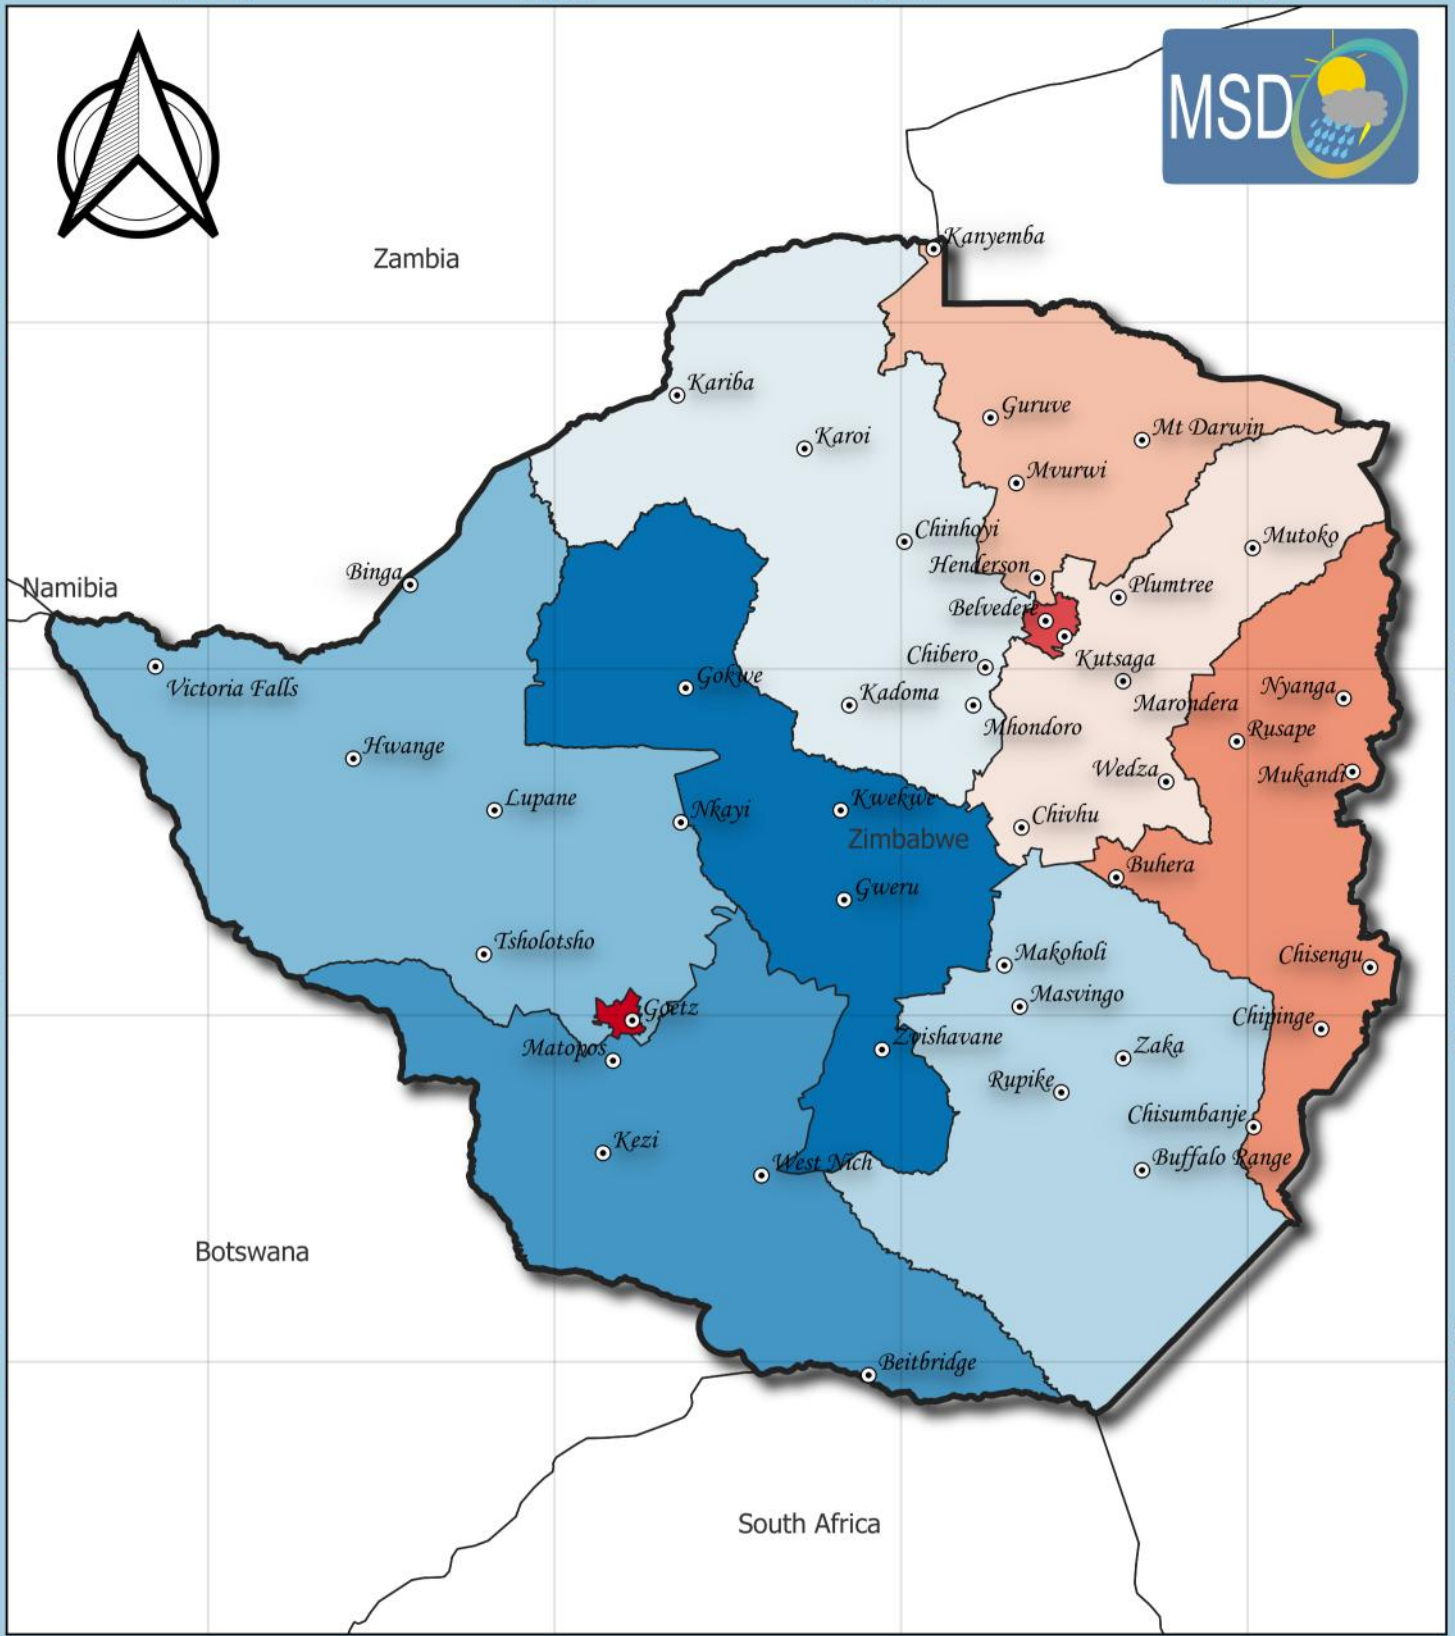 MSD
Kanyemba
Zambia
Kariba
Guruve
Karoi
Mt Darwin
Mvurwi
Chinhoyi
Mutoko
Henderson
Binga
Plumtree
Namibia
Belvedere
Chibero
Kutsaga
Gokwe
Victoria Falls
Kadoma
Nyanga
Marondera
Mhondoro
Rusape
Hwange
Wedza
Mukandi
Lupane
Kwekwe
Nkayi
Chivhu
Zimbabwe
Buhera
Gweru
Tsholotsho
Makoholi
Chisengu
Masvingo
Goetz
Chipinge
Zvishavane
Matopos
Zaka
Rupike
Chisumbanje
Kezi
West Nich
Buffalo Range
Botswana
Beitbridge
South Africa